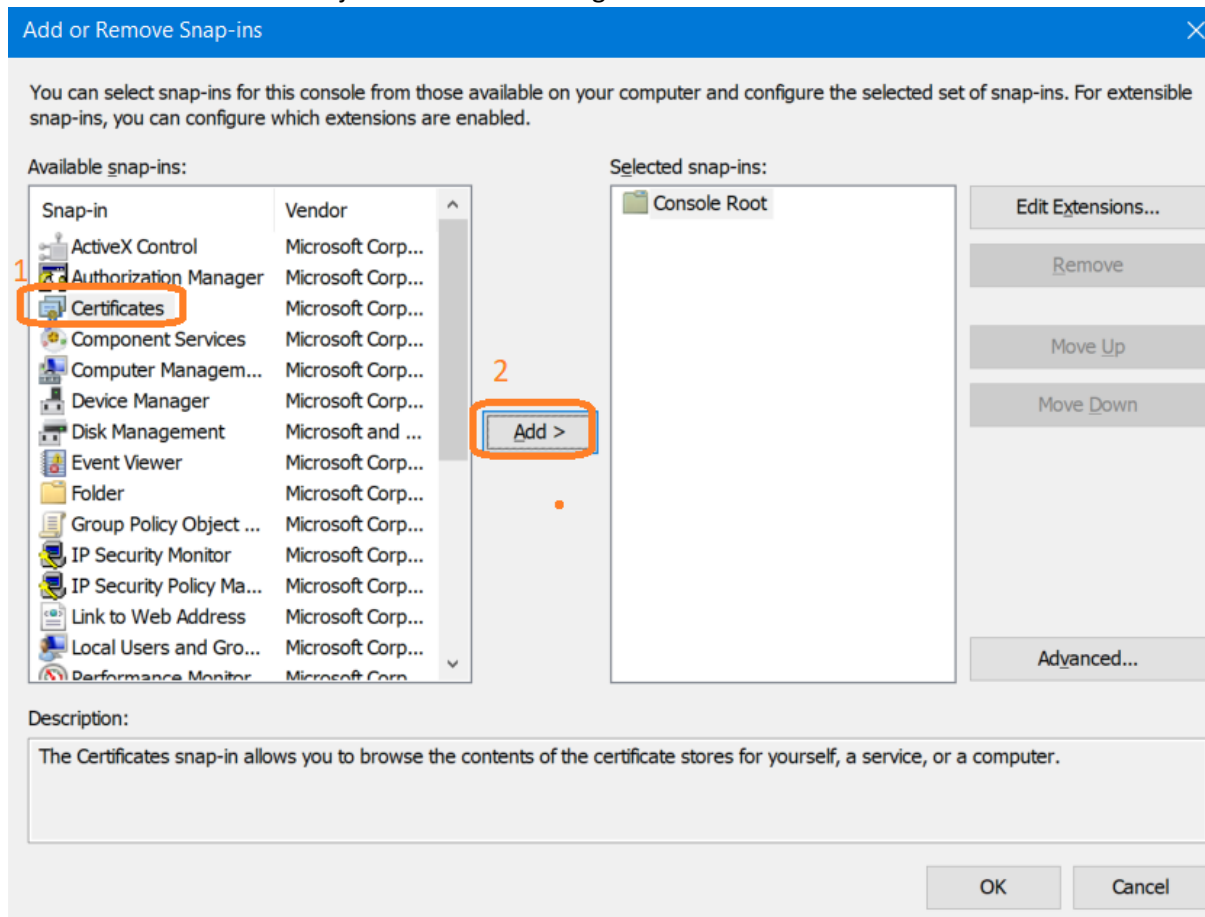 Add or Remove Snap-ins
You can select snap-ins for this console from those available on your computer and configure the selected set of snap-ins. For extensible
snap-ins, you can configure which extensions are enabled.
Available snap-ins:
Snap-in Vendor
ActiveX Control Microsoft Corp...
1
Authorization Manager Microsoft Corp...
Certificates Microsoft Corp...
Component Services Microsoft Corp...
Computer Managem... Microsoft Corp...
Device Manager Microsoft Corp...
Disk Management Microsoft and ...
Event Viewer Microsoft Corp...
Folder Microsoft Corp...
Group Policy Object ... Microsoft Corp...
IP Security Monitor Microsoft Corp...
IP Security Policy Ma... Microsoft Corp...
Link to Web Address Microsoft Corp...
Local Users and Gro... Microsoft Corp...
Performance Monitor Microsoft Corp
2
Add >
Selected snap-ins:
Console Root
Edit Extensions...
Remove
Move Up
Move Down
Advanced...
Description:
The Certificates snap-in allows you to browse the contents of the certificate stores for yourself, a service, or a computer.
OK
Cancel